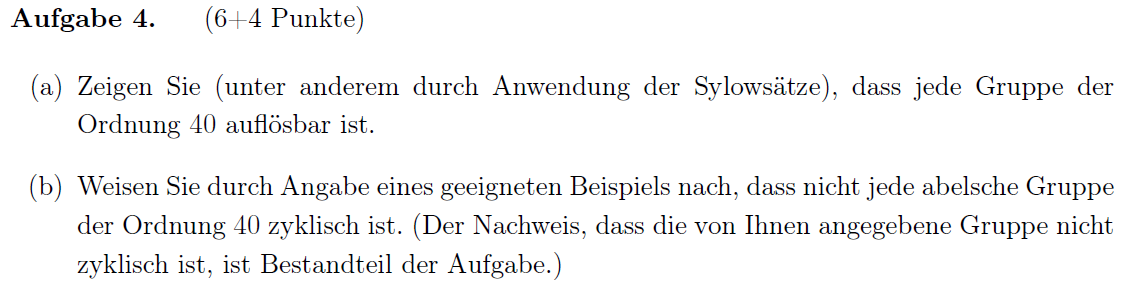 Aufgabe 4. (6+4 Punkte)
(a) Zeigen Sie (unter anderem durch Anwendung der Sylowsätze), dass jede Gruppe der
Ordnung 40 auflösbar ist.
(b) Weisen Sie durch Angabe eines geeigneten Beispiels nach, dass nicht jede abelsche Gruppe
der Ordnung 40 zyklisch ist. (Der Nachweis, dass die von Ihnen angegebene Gruppe nicht
zyklisch ist, ist Bestandteil der Aufgabe.)